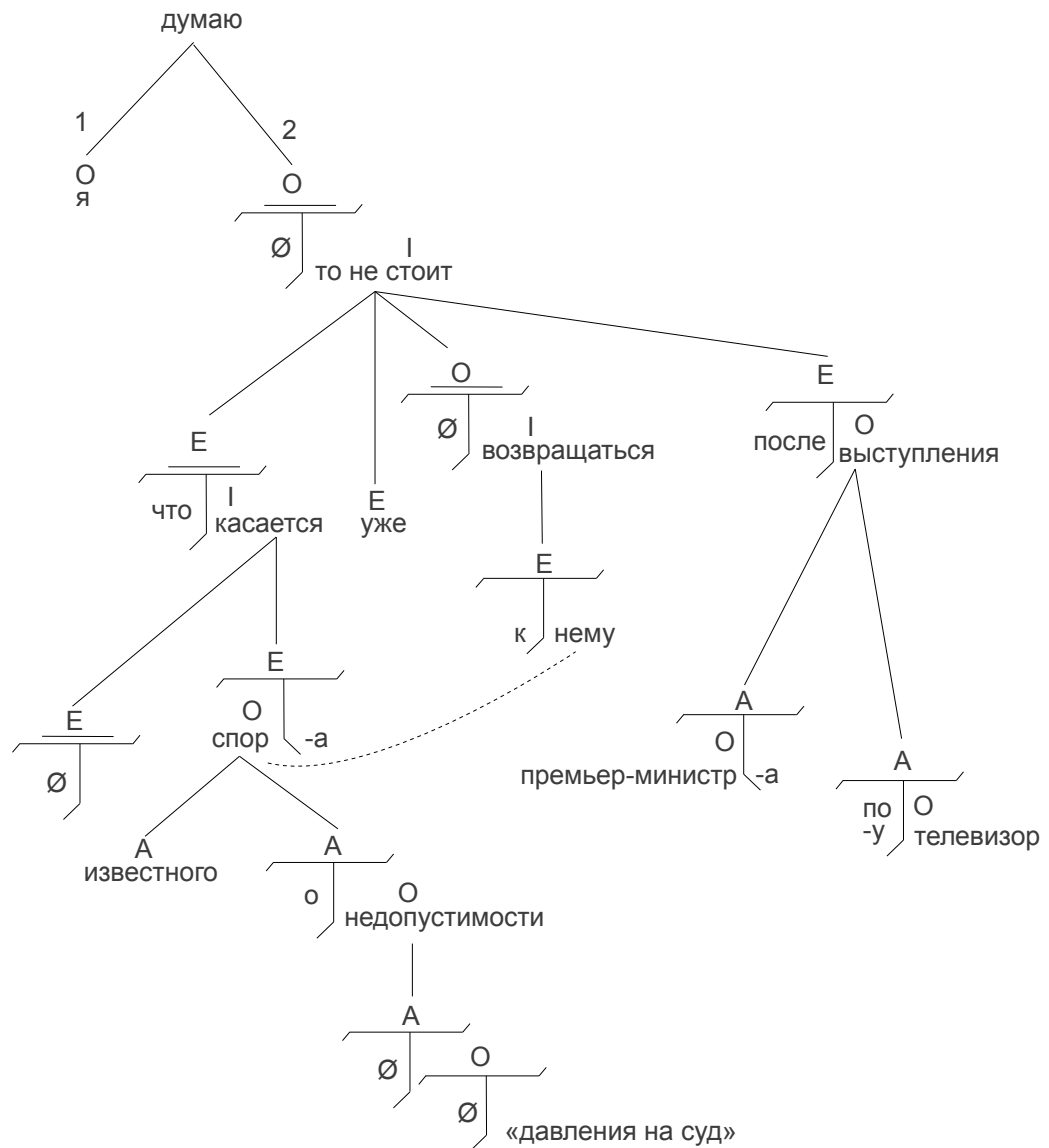 думаю
1
2
О
я
О
Ø
I
то не стоит
О
Е
Ø
I
возвращаться
после
О
выступления
Е
что
I
касается
Е
уже
Е
к
нему
Е
О
спор
-а
Е
Ø
А
О
премьер-министр
-а
А
по
-у
О
телевизор
А
известного
А
о
О
недопустимости
А
Ø
О
Ø
«давления на суд»